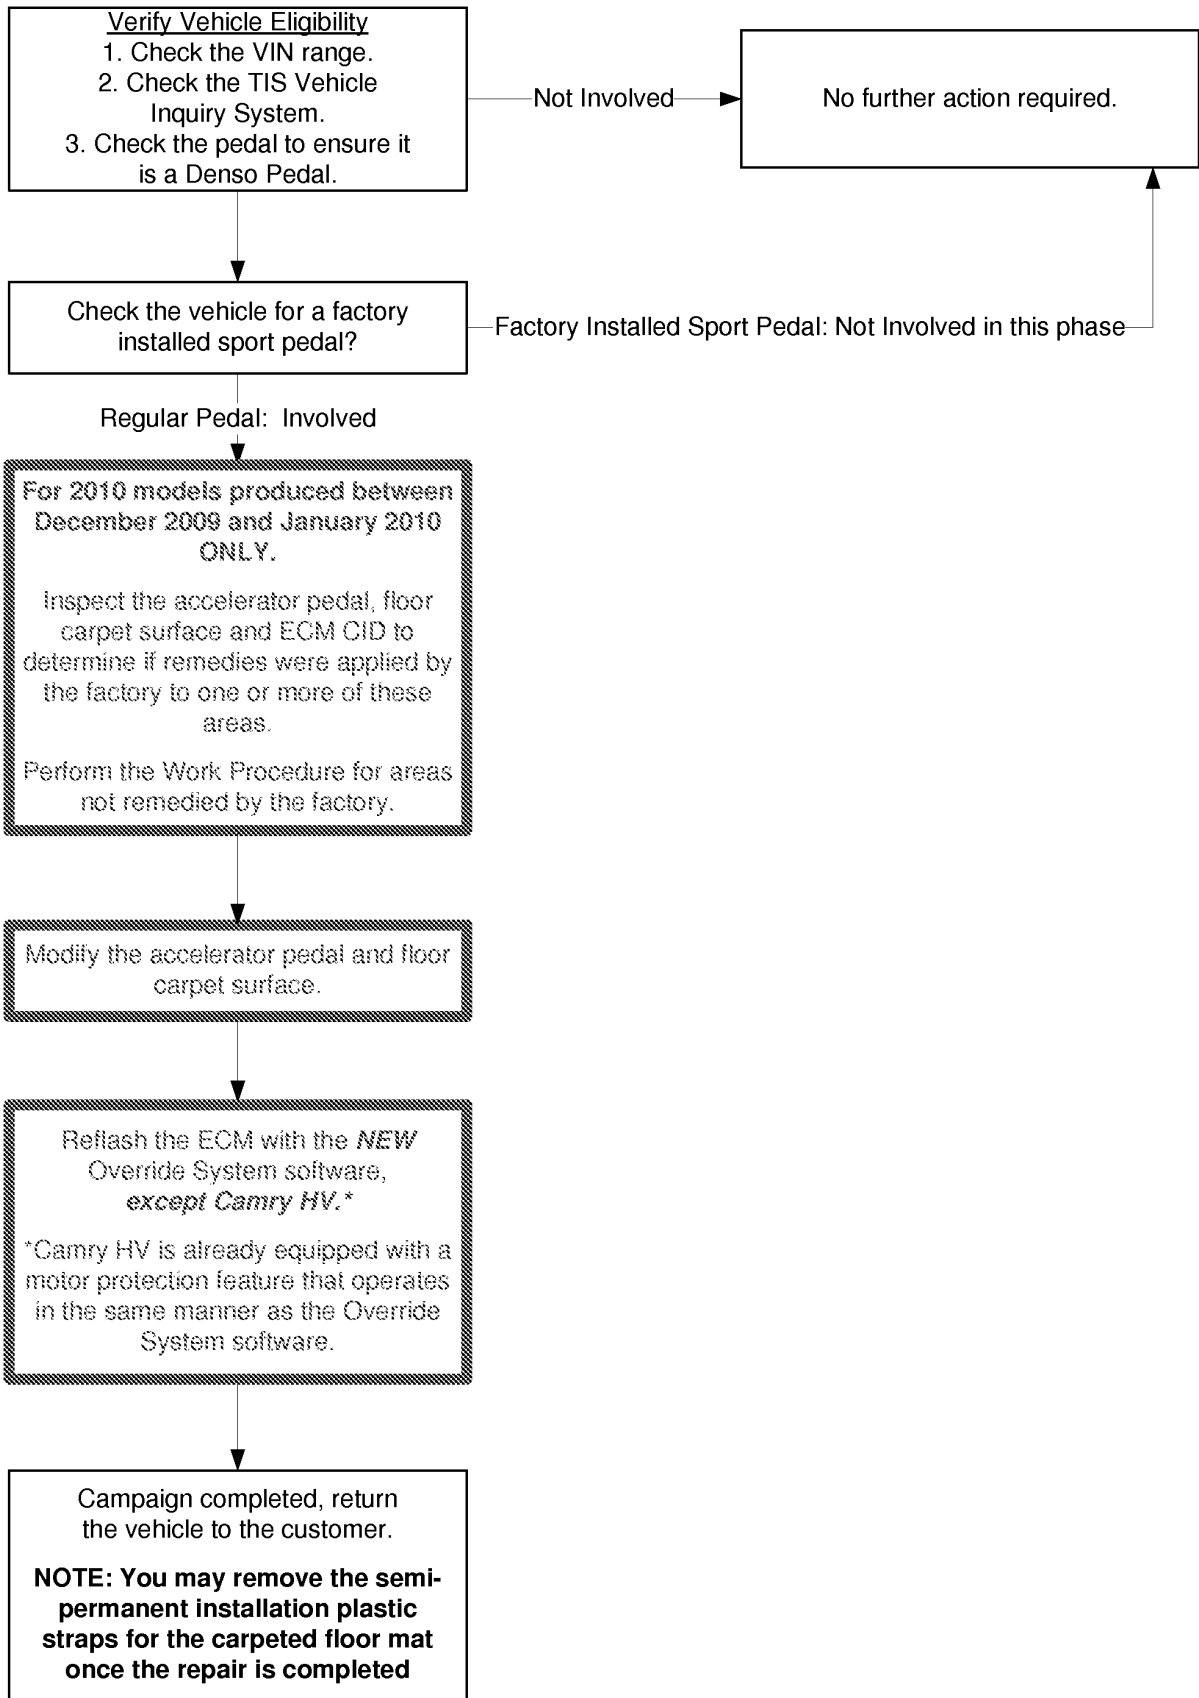 Verify Vehicle Eligibility
1. Check the VIN range.
2. Check the TIS Vehicle
Inquiry System.
3. Check the pedal to ensure it
is a Denso Pedal.
Not Involved
No further action required.
Check the vehicle for a factory
installed sport pedal?
Factory Installed Sport Pedal: Not Involved in this phase
Regular Pedal:  Involved
For 2010 models produced between
December 2009 and January 2010
ONLY.
Inspect the accelerator pedal, floor
carpet surface and ECM CID to
determine if remedies were applied by
the factory to one or more of these
areas.
Perform the Work Procedure for areas
not remedied by the factory.
Modify the accelerator pedal and floor
carpet surface.
Reflash the ECM with the NEW
Override System software,
except Camry HV.*
*Camry HV is already equipped with a
motor protection feature that operates
in the same manner as the Override
System software.
Campaign completed, return
the vehicle to the customer.
NOTE: You may remove the semi-
permanent installation plastic
straps for the carpeted floor mat
once the repair is completed